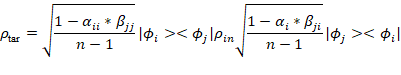 ρ_tar = √((1 − α_ii * β_jj)/(n − 1)) |ϕ_i >< ϕ_j|ρ_in √((1 − α_i * β_ji)/(n − 1)) |ϕ_j >< ϕ_i|